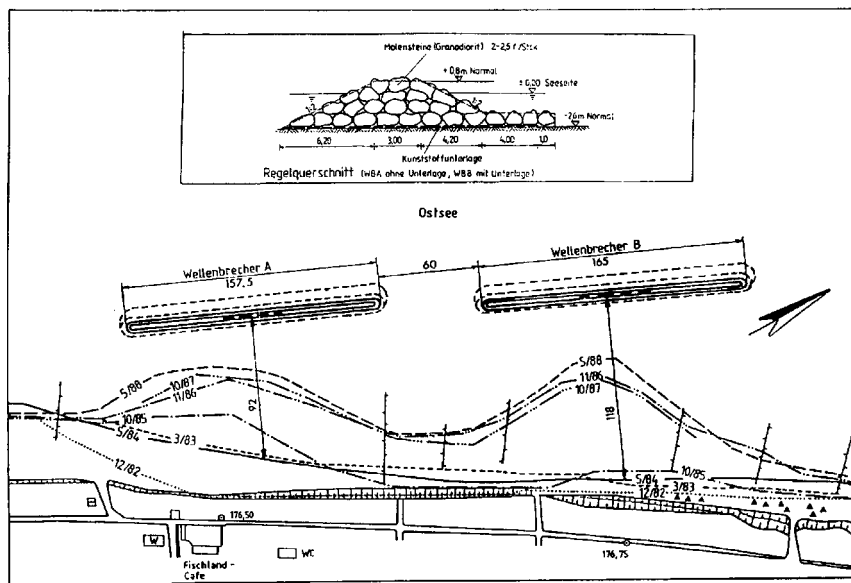 Molensteine (Granodiorit) 2-2,5 t/Stck
+ 0,8m Normal
± 0,00 Seeseite
-2,6m Normal
6,20 3,00 4,20 4,00 1,0
Kunststoffunterlage
Regelquerschnitt (WBA ohne Unterlage, WBB mit Unterlage)
Ostsee
Wellenbrecher A
157,5
60
Wellenbrecher B
165
5/88
10/87
11/86
92
10/85
5/84
3/83
12/82
5/88
11/86
10/87
118
10/85
5/84
3/83
12/82
176,50
W
Fischland-
Cafe
WC
176,75